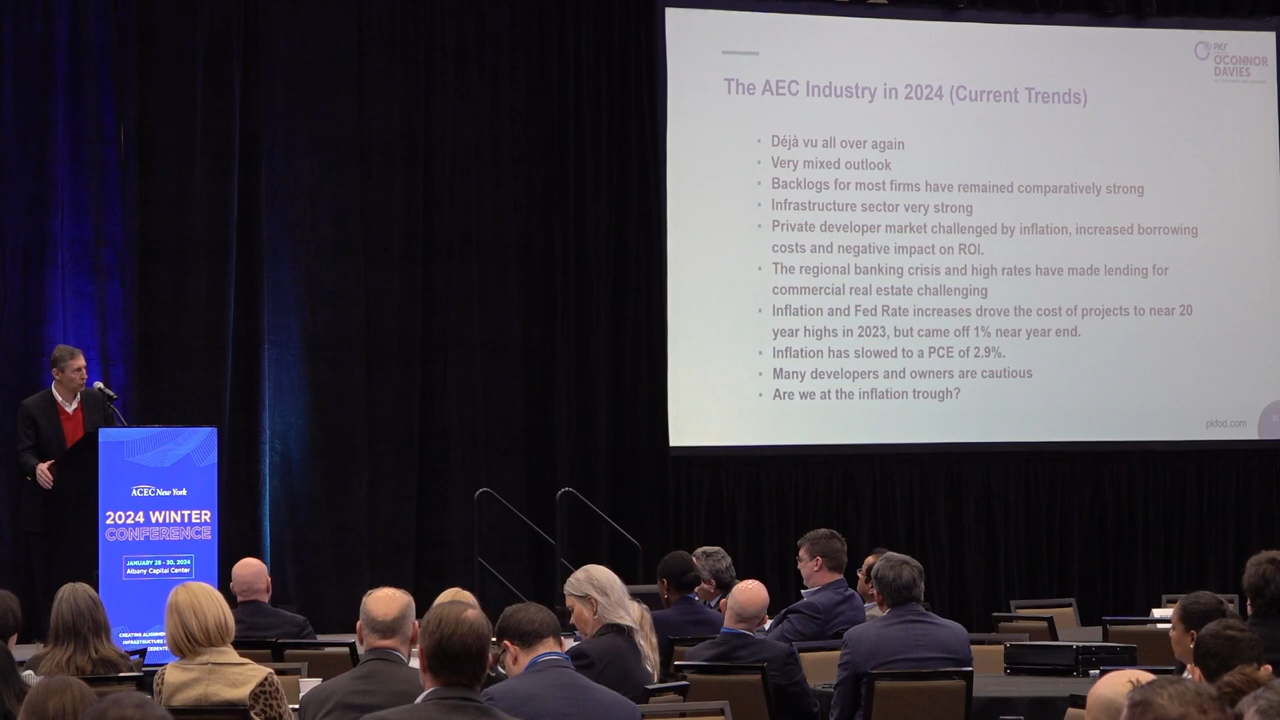 PKF
O'CONNOR
DAVIES
The AEC Industry in 2024 (Current Trends)
• Déjà vu all over again
• Very mixed outlook
• Backlogs for most firms have remained comparatively strong
• Infrastructure sector very strong
• Private developer market challenged by inflation, increased borrowing
costs and negative impact on ROI.
• The regional banking crisis and high rates have made lending for
commercial real estate challenging
• Inflation and Fed Rate increases drove the cost of projects to near 20
year highs in 2023, but came off 1% near year end.
• Inflation has slowed to a PCE of 2.9%.
• Many developers and owners are cautious
• Are we at the inflation trough?
pkfod.com
ACEC New York
2024 WINTER
CONFERENCE
JANUARY 28 - 30, 2024
Albany Capital Center
CREATING
INFRASTRUCTURE